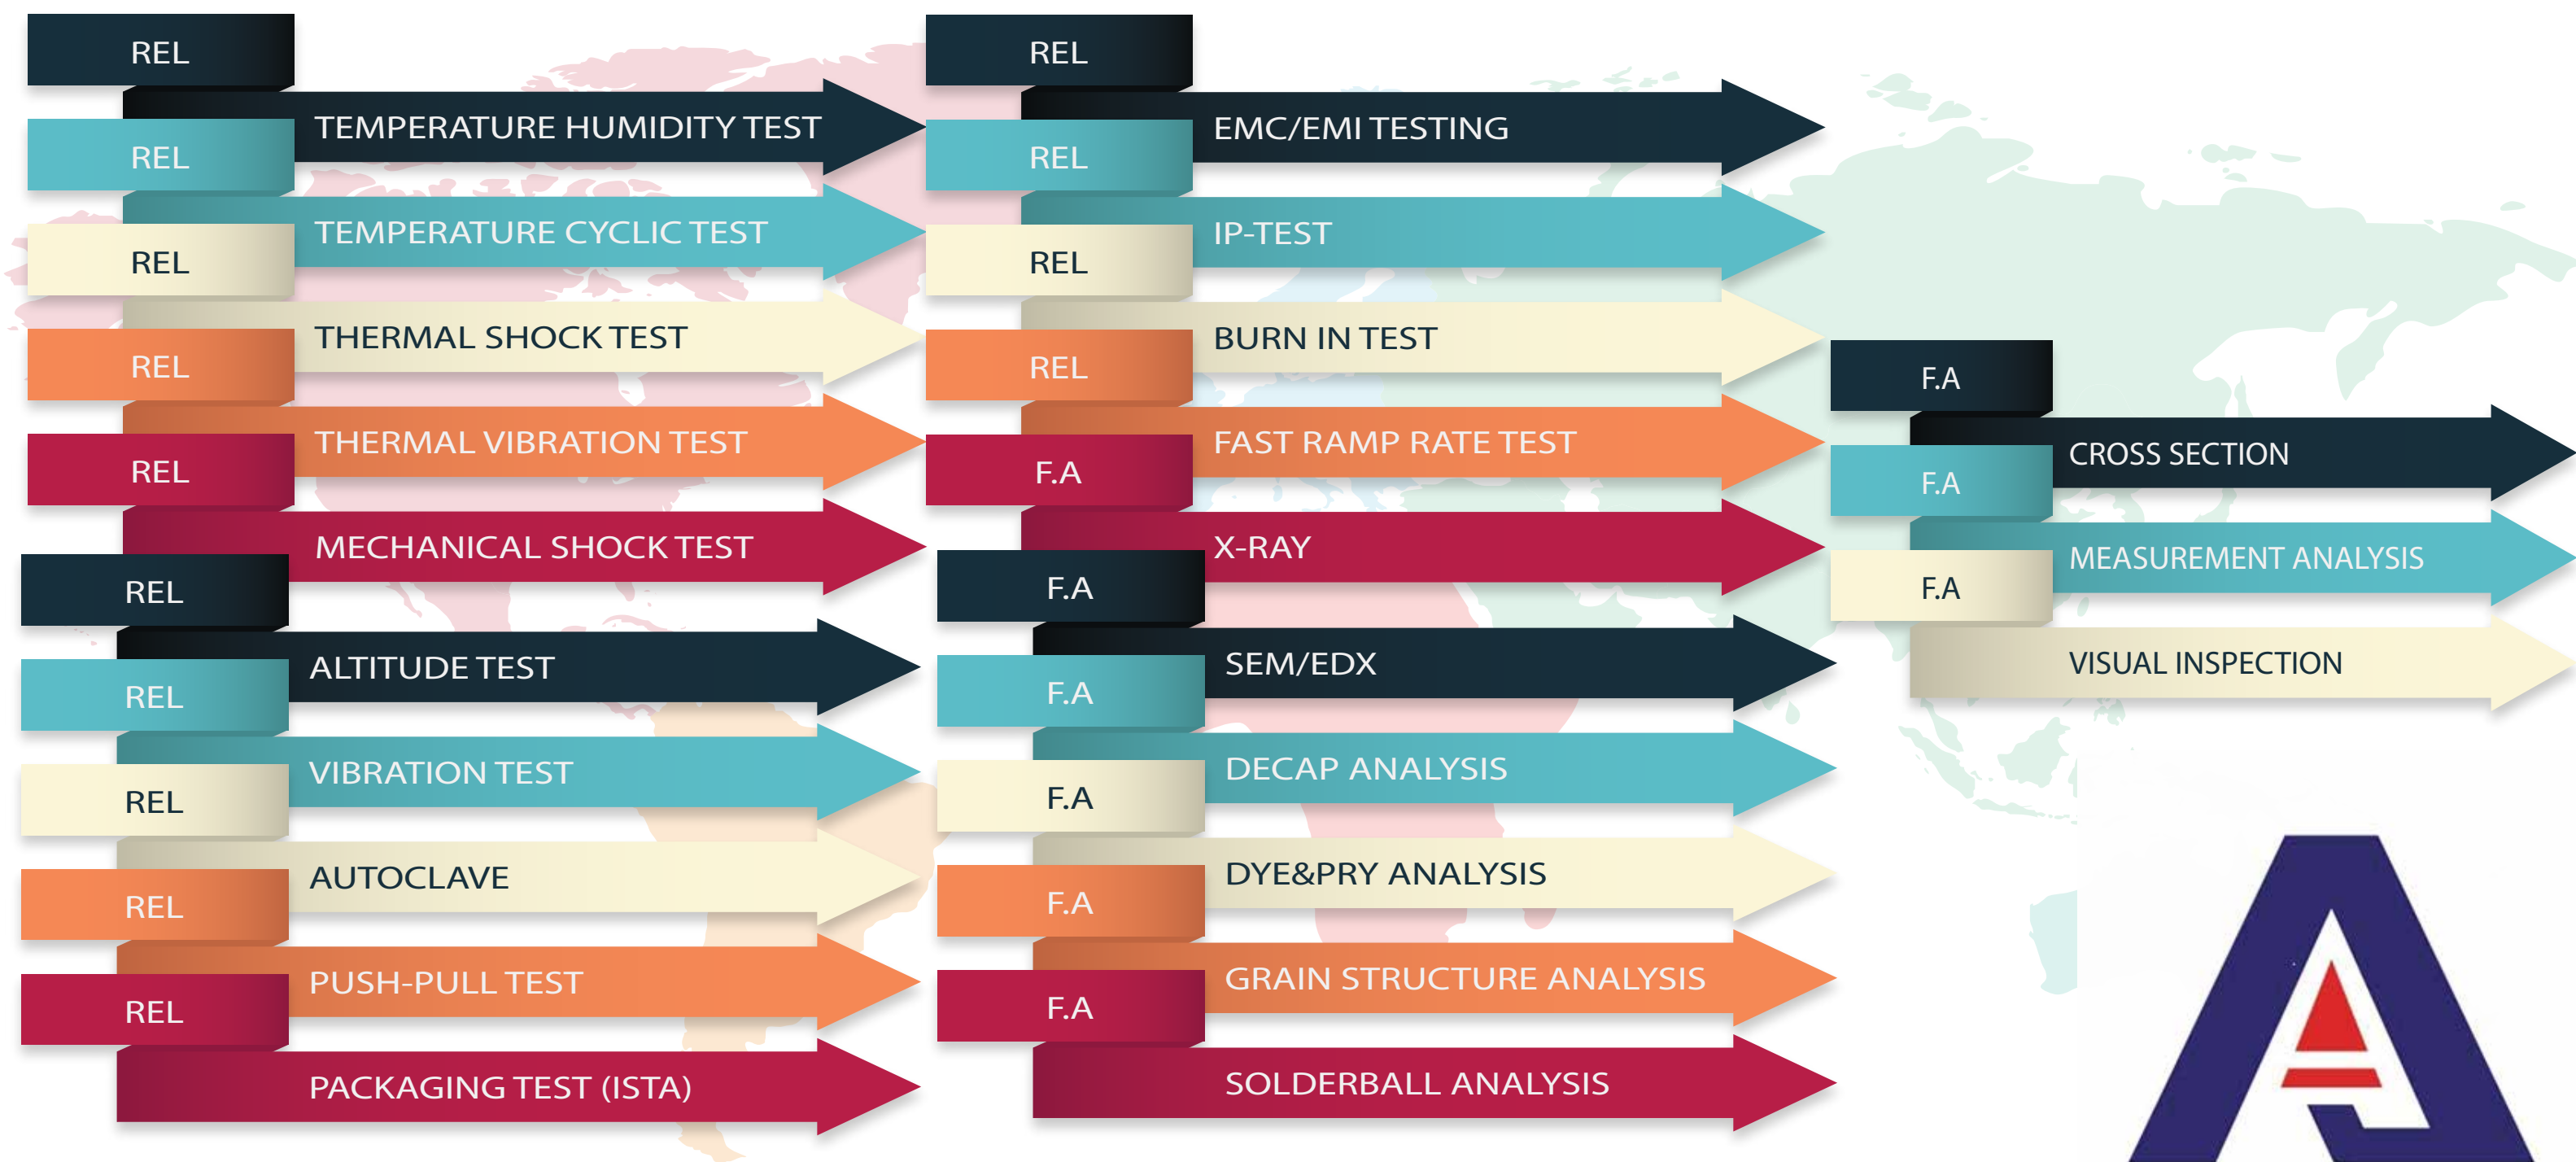 REL
TEMPERATURE HUMIDITY TEST
REL
TEMPERATURE CYCLIC TEST
REL
THERMAL SHOCK TEST
REL
THERMAL VIBRATION TEST
REL
MECHANICAL SHOCK TEST
REL
ALTITUDE TEST
REL
VIBRATION TEST
REL
AUTOCLAVE
REL
PUSH-PULL TEST
REL
PACKAGING TEST (ISTA)
REL
EMC/EMI TESTING
REL
IP-TEST
REL
BURN IN TEST
REL
FAST RAMP RATE TEST
F.A
X-RAY
F.A
SEM/EDX
F.A
DECAP ANALYSIS
F.A
DYE&PRY ANALYSIS
F.A
GRAIN STRUCTURE ANALYSIS
F.A
SOLDERBALL ANALYSIS
F.A
CROSS SECTION
F.A
MEASUREMENT ANALYSIS
F.A
VISUAL INSPECTION